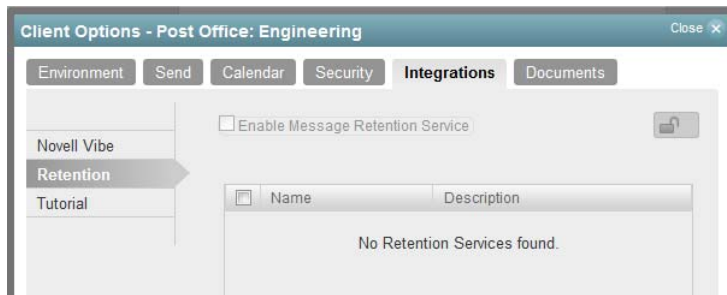 Client Options - Post Office: Engineering Close
Environment Send Calendar Security Integrations Documents
Enable Message Retention Service
Novell Vibe
Retention
Tutorial
Name Description
No Retention Services found.